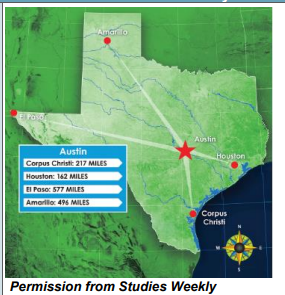 Amarillo
El Paso
Austin
Houston
Corpus
Christi
Austin
Corpus Christi: 217 MILES
Houston: 162 MILES
El Paso: 577 MILES
Amarillo: 496 MILES
N
W
E
S
Permission from Studies Weekly